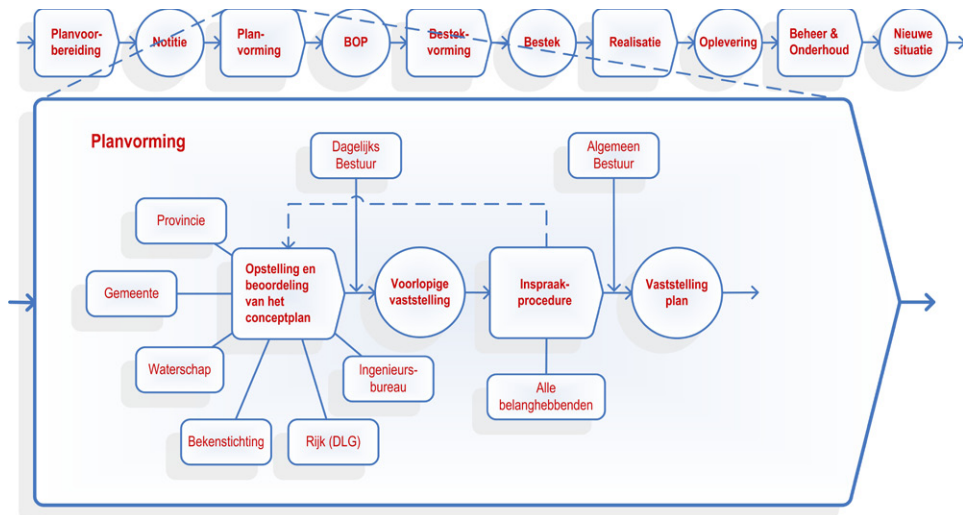 Planvoor-
bereiding
Notitie
Plan-
vorming
BOP
Bestek-
vorming
Bestek
Realisatie
Oplevering
Beheer &
Onderhoud
Nieuwe
situatie
Planvorming
Dagelijks
Bestuur
Algemeen
Bestuur
Provincie
Gemeente
Waterschap
Bekenstichting
Rijk (DLG)
Ingenieurs-
bureau
Opstelling en
beoordeling
van het
conceptplan
Voorlopige
vaststelling
Inspraak-
procedure
Vaststelling
plan
Alle
belanghebbenden